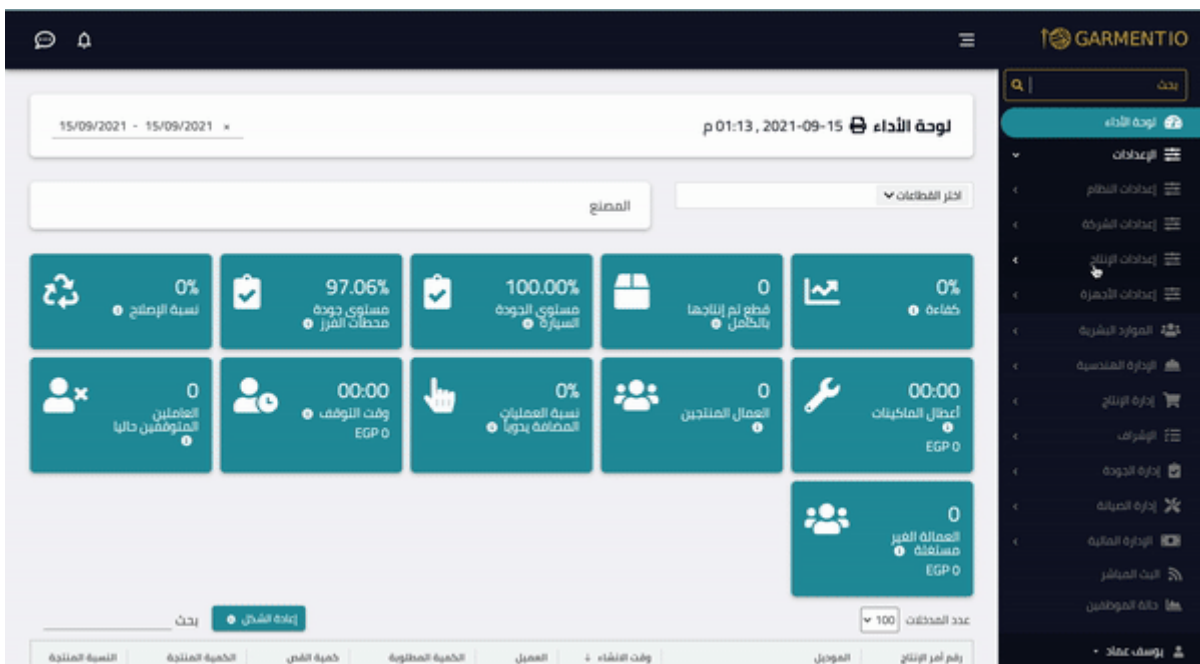 GARMENTIO
بحث
لوحة الأداء
الإعدادات
إعدادات النظام
إعدادات الشركة
إعدادات الإنتاج
إعدادات الأجهزة
الموارد البشرية
الإدارة الهندسية
إدارة الإنتاج
الإشراف
إدارة الجودة
إدارة الصيانة
الإدارة المالية
البث المباشر
حالة الموظفين
يوسف عماد
لوحة الأداء 15-09-2021 , 01:13 م
15/09/2021 - 15/09/2021 ×
اختر القطاعات
المصنع
0%
كفاءة
0
قطع تم إنتاجها
بالكامل
100.00%
مستوى الجودة
السيارة
97.06%
مستوى جودة
محطات الفرز
0%
نسبة الإصلاح
00:00
أعطال الماكينات
EGP 0
0
العمال المنتجين
0%
نسبة العمليات
المضافة يدوياً
00:00
وقت التوقف
EGP 0
0
العاملين
المتوقفين حاليا
0
العمالة الغير
مستغلة
EGP 0
عدد المدخلات 100
إعادة الشكل
بحث
رقم أمر الإنتاج
الموديل
وقت الانشاء
العميل
الكمية المطلوبة
كمية القص
الكمية المنتجة
النسبة المنتجة